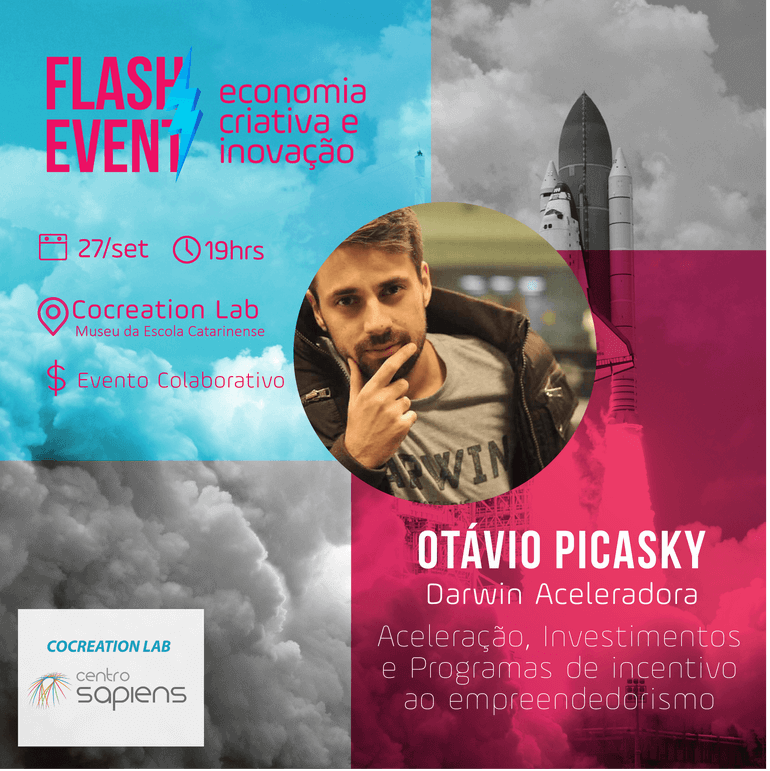 FLASH
EVENT
economia
criativa e
inovação
27/set
19hrs
Cocreation Lab
Museu da Escola Catarinense
$ Evento Colaborativo
DARWIN
OTÁVIO PICASKY
Darwin Aceleradora
Aceleração, Investimentos
e Programas de incentivo
ao empreendedorismo
COCREATION LAB
centro
sapiens